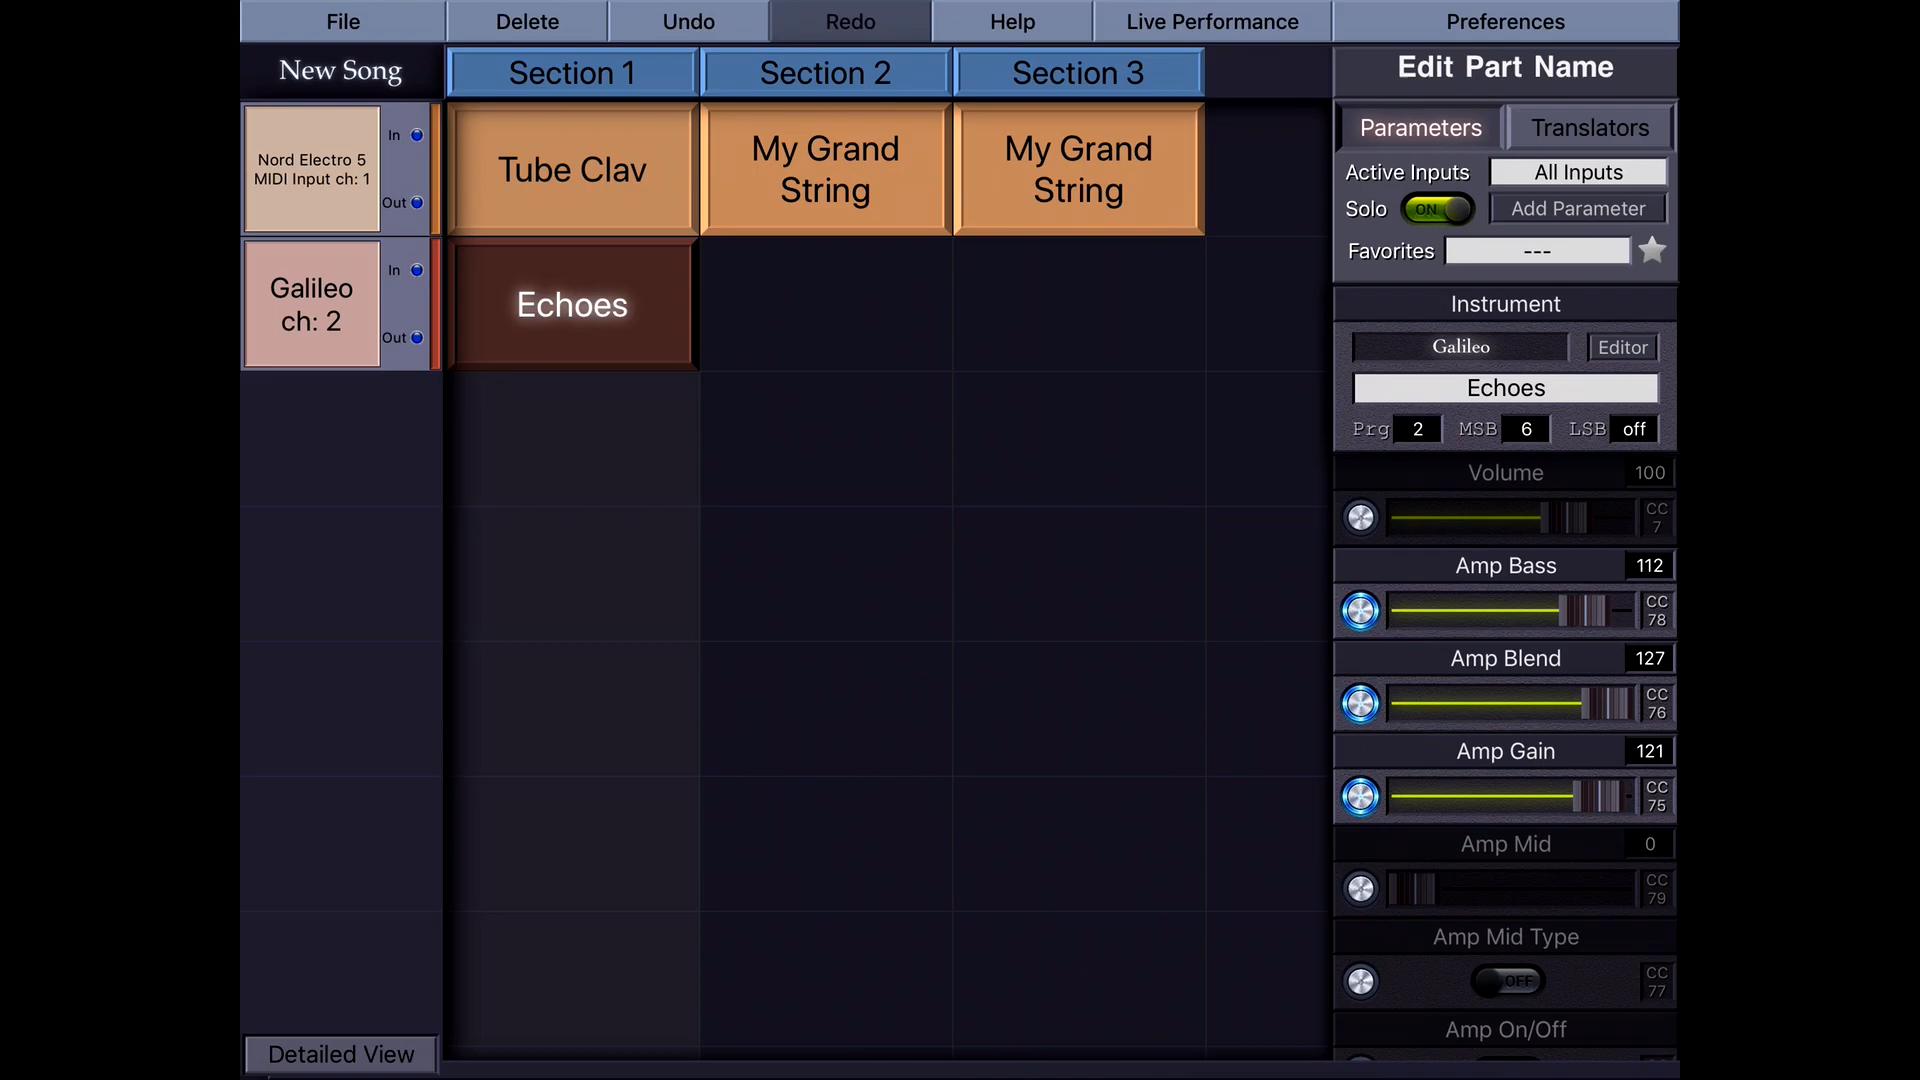 File Delete Undo Redo Help Live Performance Preferences
New Song Section 1 Section 2 Section 3 Edit Part Name
Nord Electro 5
MIDI Input ch: 1
In
Out
Tube Clav
My Grand
String
My Grand
String
Galileo
ch: 2
In
Out
Echoes
Parameters Translators
Active Inputs All Inputs
Solo ON Add Parameter
Favorites ---
Instrument
Galileo Editor
Echoes
Prg 2 MSB 6 LSB off
Volume 100
CC
7
Amp Bass 112
CC
78
Amp Blend 127
CC
76
Amp Gain 121
CC
75
Amp Mid 0
CC
79
Amp Mid Type
OFF
CC
77
Amp On/Off
Detailed View